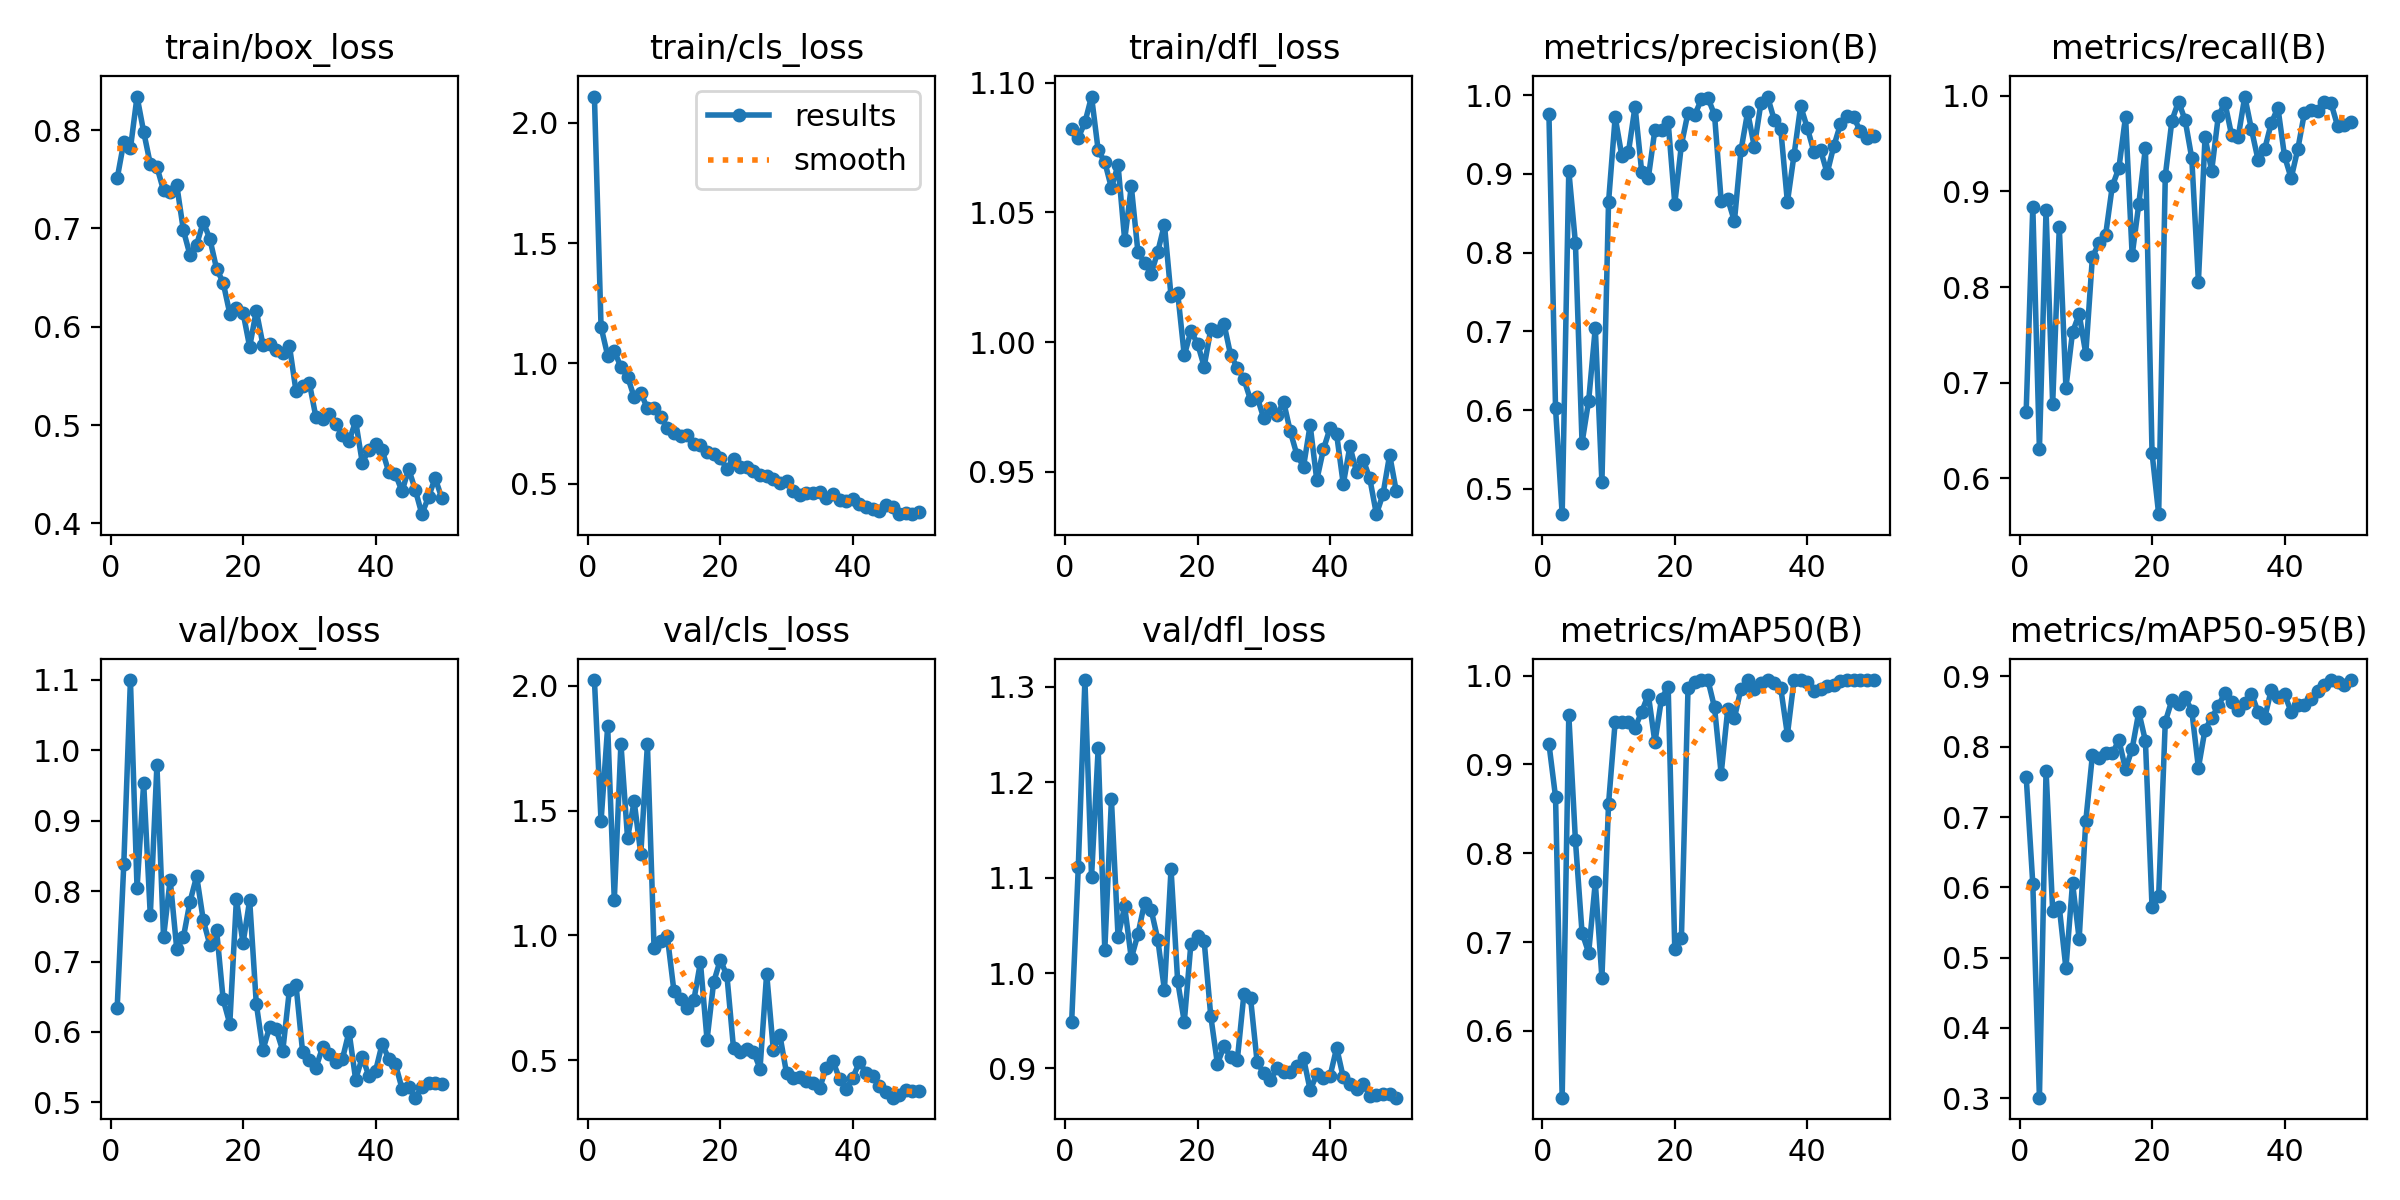 train/box_loss
0.8
0.7
0.6
0.5
0.4
0 20 40
train/cls_loss
results
smooth
2.0
1.5
1.0
0.5
0 20 40
train/dfl_loss
1.10
1.05
1.00
0.95
0 20 40
metrics/precision(B)
1.0
0.9
0.8
0.7
0.6
0.5
0 20 40
metrics/recall(B)
1.0
0.9
0.8
0.7
0.6
0 20 40
val/box_loss
1.1
1.0
0.9
0.8
0.7
0.6
0.5
0 20 40
val/cls_loss
2.0
1.5
1.0
0.5
0 20 40
val/dfl_loss
1.3
1.2
1.1
1.0
0.9
0 20 40
metrics/mAP50(B)
1.0
0.9
0.8
0.7
0.6
0 20 40
metrics/mAP50-95(B)
0.9
0.8
0.7
0.6
0.5
0.4
0.3
0 20 40